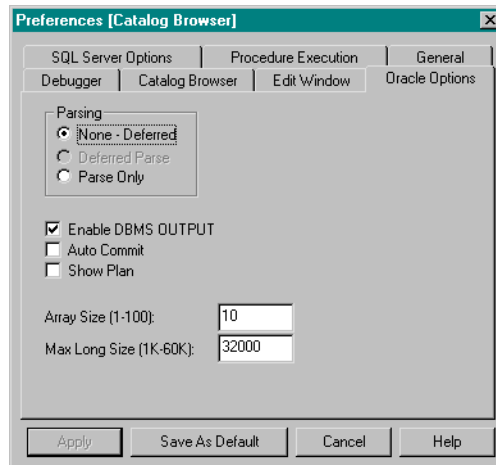 Preferences [Catalog Browser]
SQL Server Options Procedure Execution General
Debugger Catalog Browser Edit Window Oracle Options
Parsing
None - Deferred
Deferred Parse
Parse Only
Enable DBMS OUTPUT
Auto Commit
Show Plan
Array Size (1-100): 10
Max Long Size (1K-60K): 32000
Apply Save As Default Cancel Help